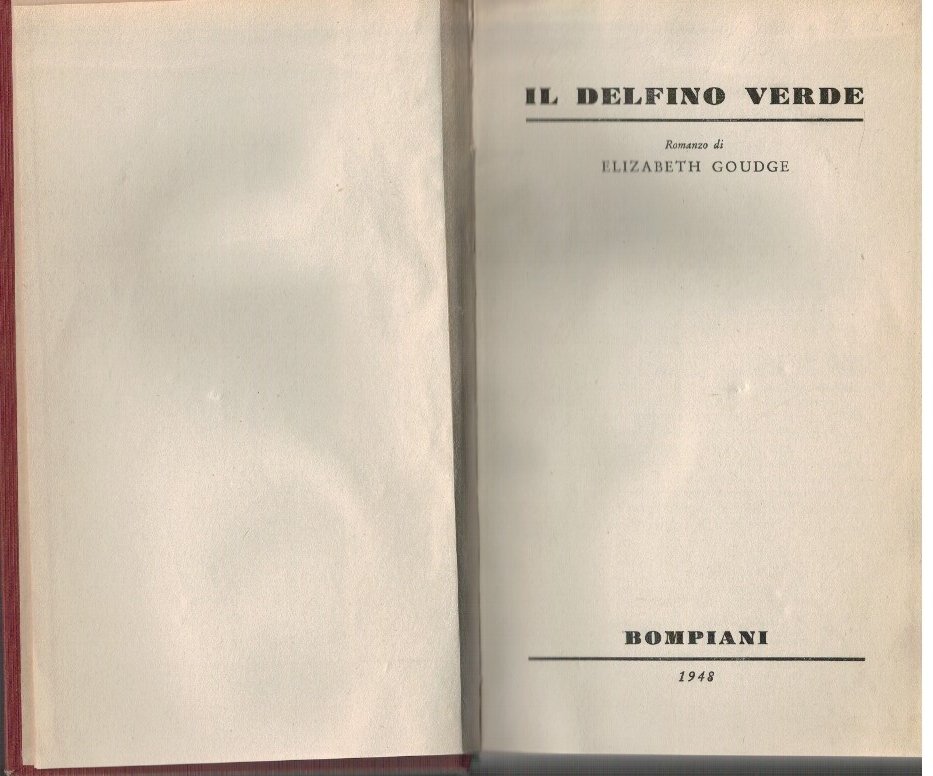 IL DELFINO VERDE
Romanzo di
ELIZABETH GOUDGE
BOMPIANI
1948